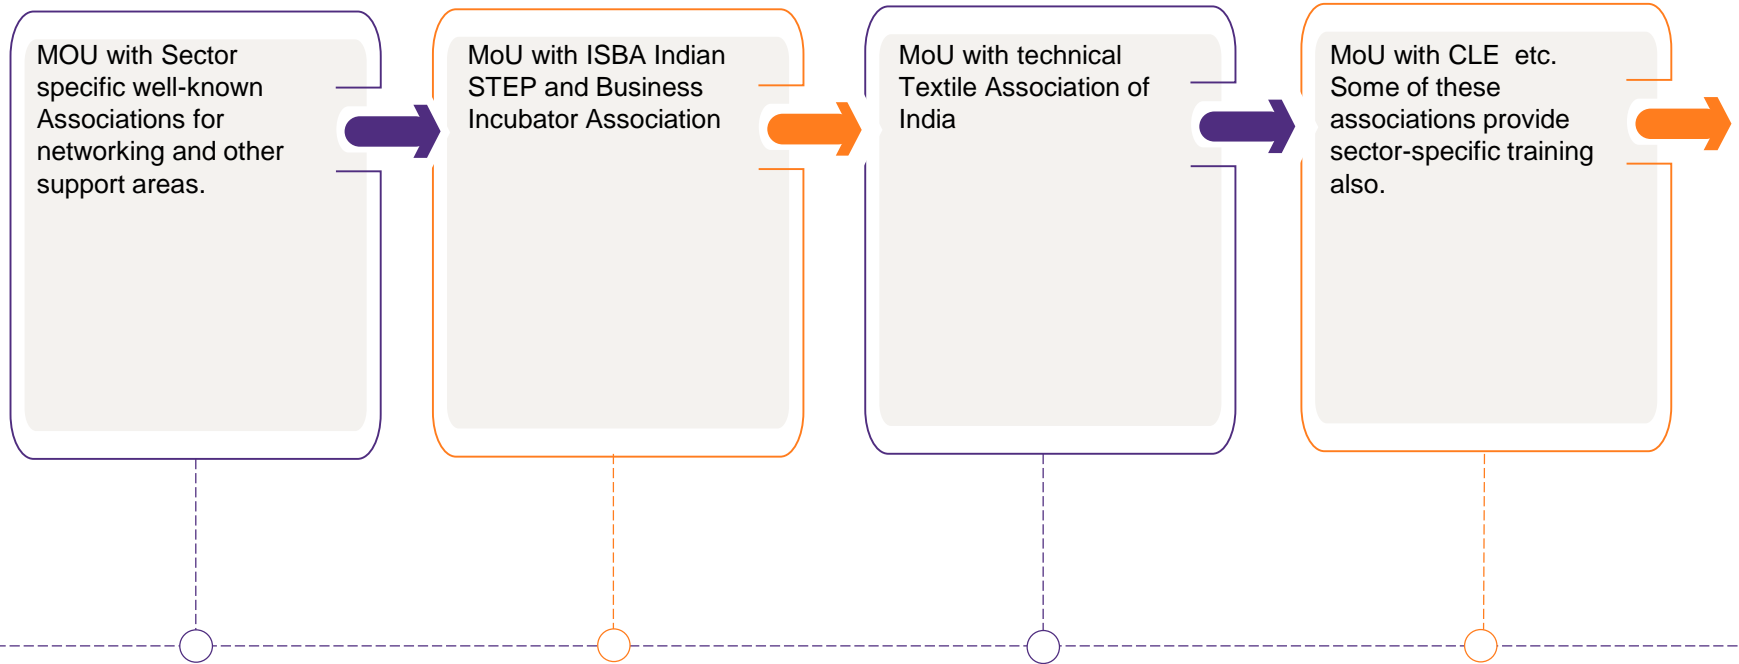 MOU with Sector
specific well-known
Associations for
networking and other
support areas.
MoU with ISBA Indian
STEP and Business
Incubator Association
MoU with technical
Textile Association of
India
MoU with CLE  etc.
Some of these
associations provide
sector-specific training
also.